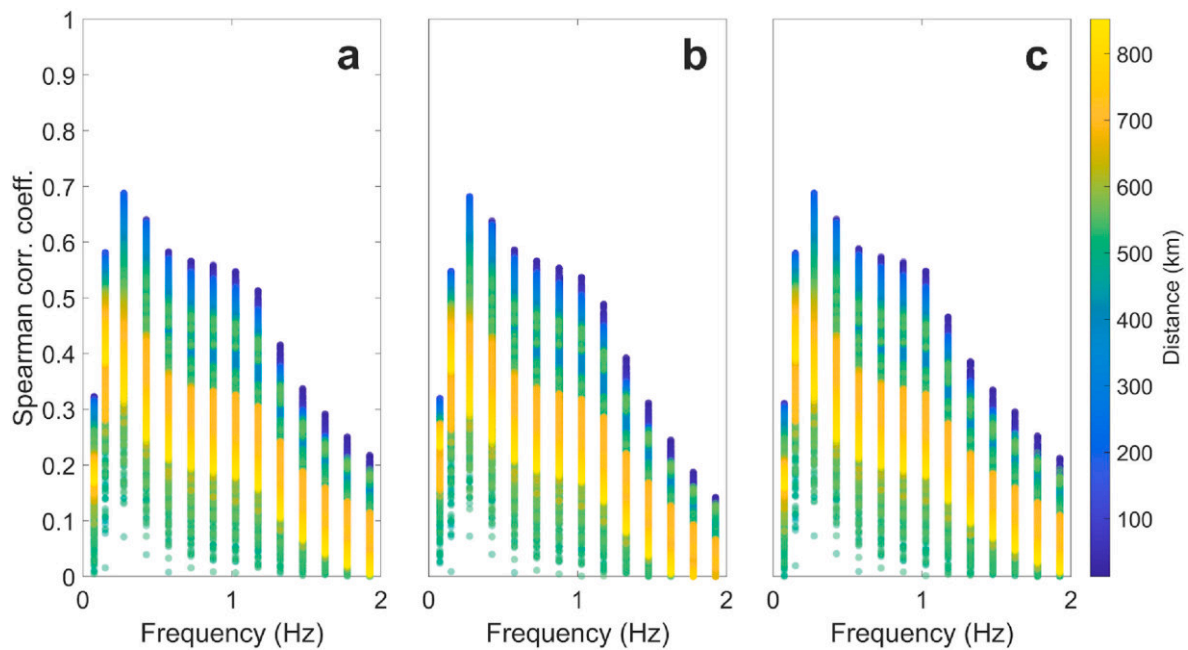 a
b
c
Spearman corr. coeff.
1
0.9
0.8
0.7
0.6
0.5
0.4
0.3
0.2
0.1
0
0 1 2
0 1 2
0 1 2
Frequency (Hz)
Frequency (Hz)
Frequency (Hz)
800
700
600
500
400
300
200
100
Distance (km)